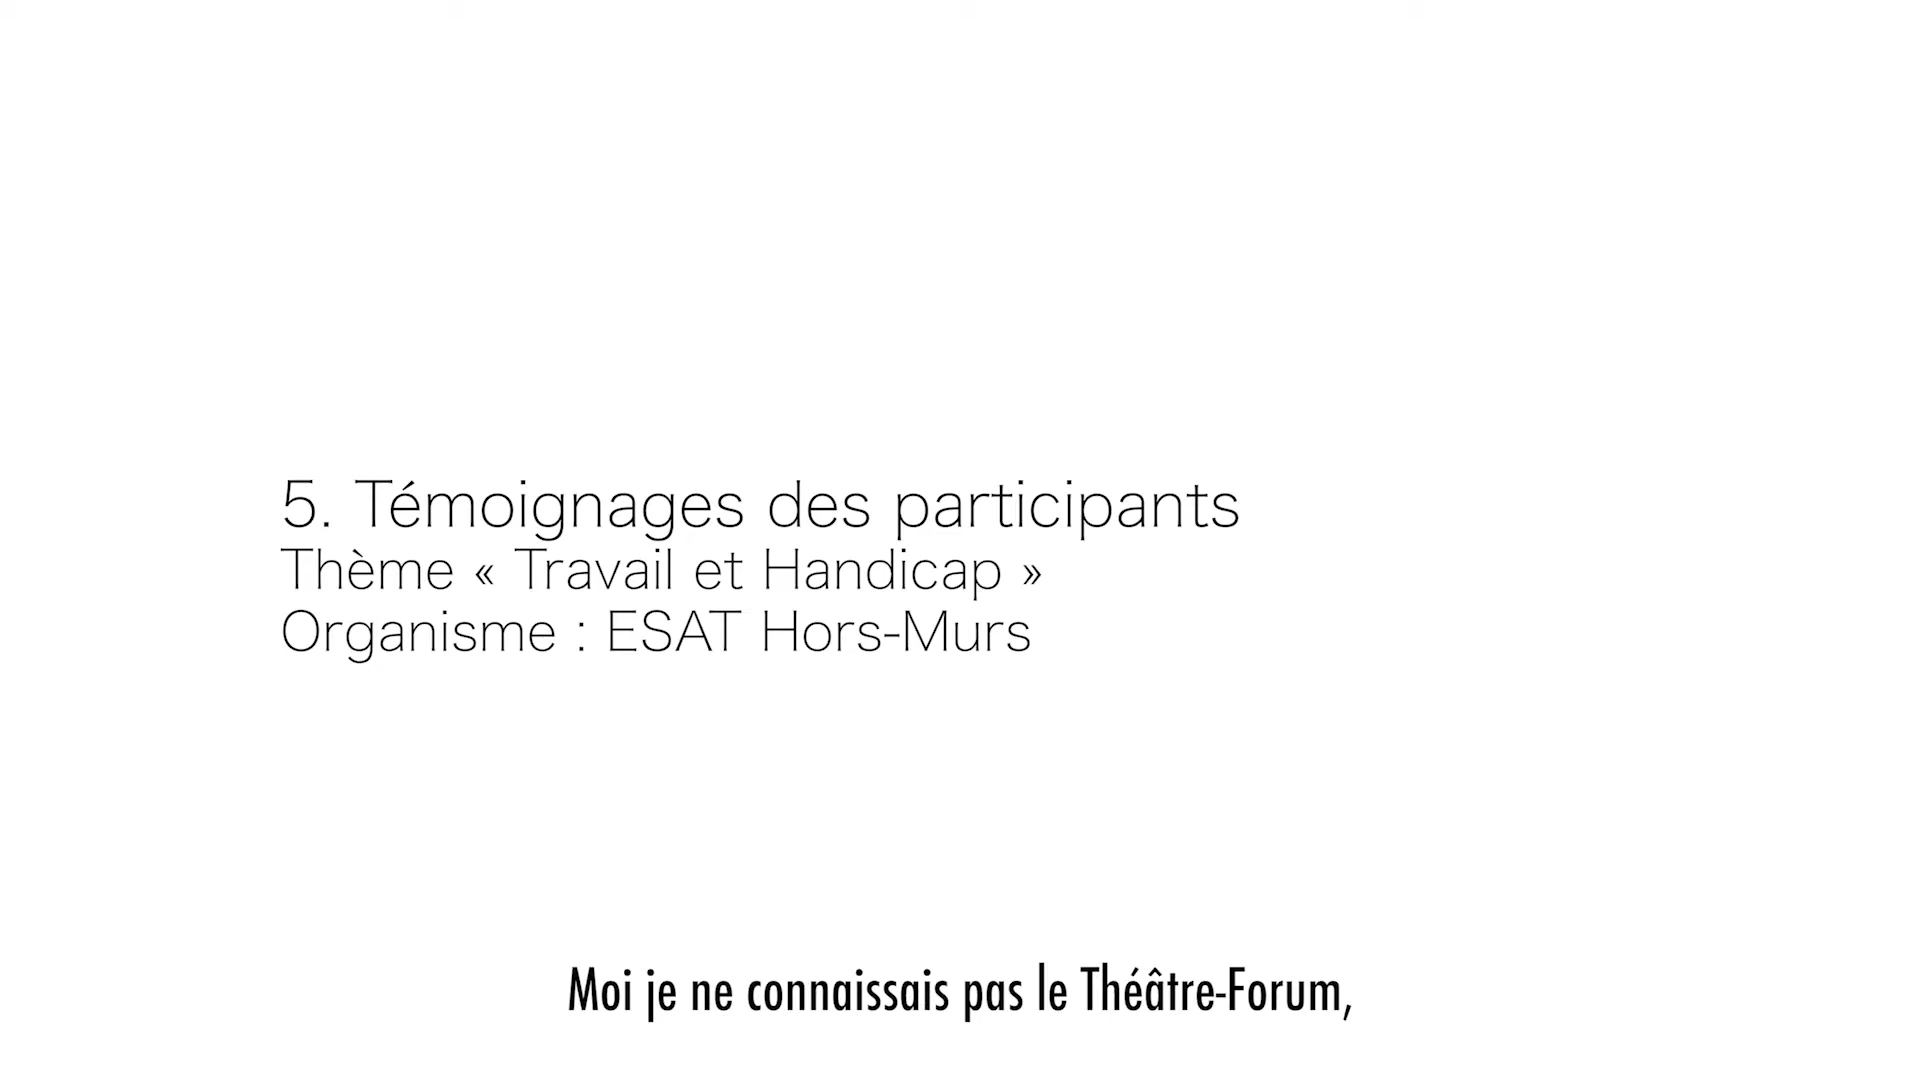 5. Témoignages des participants
Thème « Travail et Handicap »
Organisme : ESAT Hors-Murs
Moi je ne connaissais pas le Théâtre-Forum,